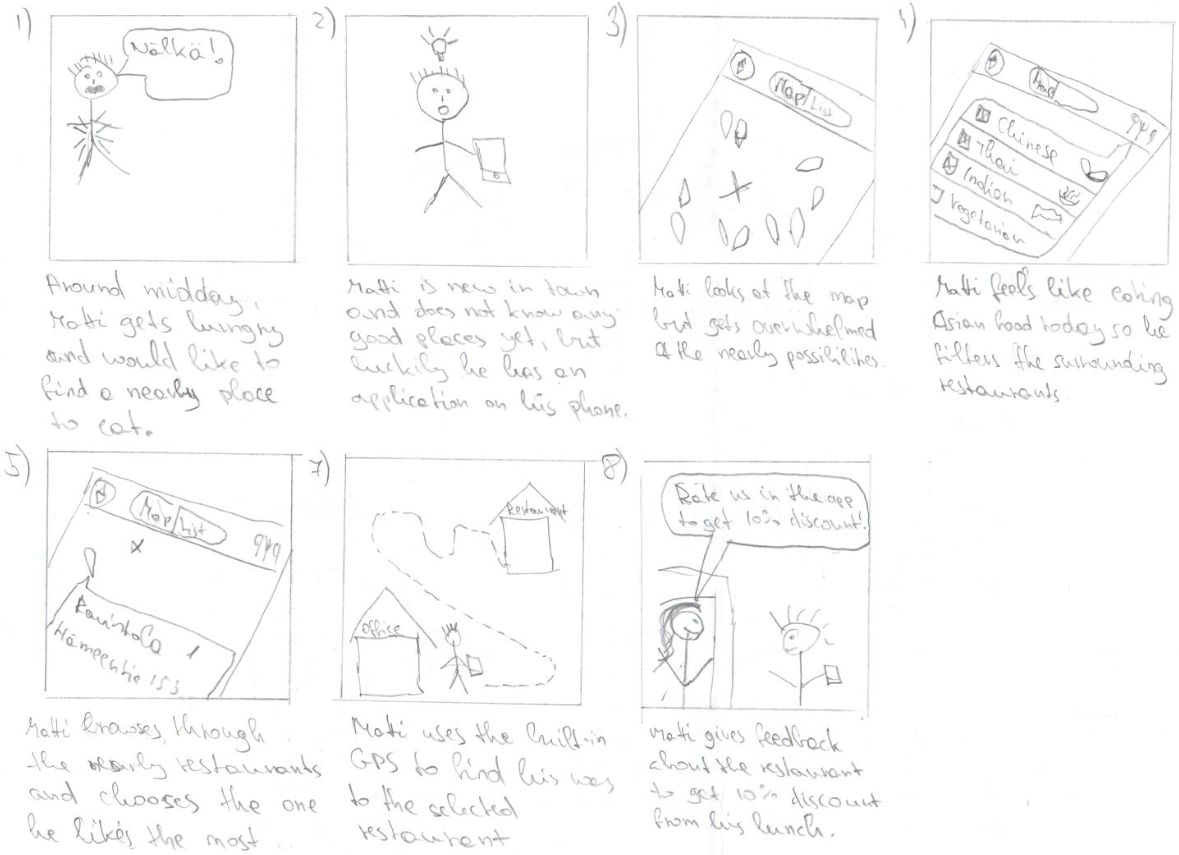 1)
Nälkä!
Around midday,
Matti gets hungry
and would like to
find a nearby place
to eat.
2)
Matti is new in town
and does not know any
good places yet, but
luckily he has an
application on his phone.
3)
Map List
Matti looks at the map
but gets overwhelmed
of the nearby possibilities.
4)
Map
Chinese
Thai
Indian
Vegetarian
Matti feels like eating
Asian food today so he
filters the surrounding
restaurants.
5)
Map List
Ravintola 1
Hämeentie 153
Matti browses through
the nearby restaurants
and chooses the one
he likes the most.
7)
Restaurant
Office
Matti uses the built-in
GPS to find his way
to the selected
restaurant
8)
Rate us in the app
to get 10% discount!
Matti gives feedback
about the restaurant
to get 10% discount
from his lunch.